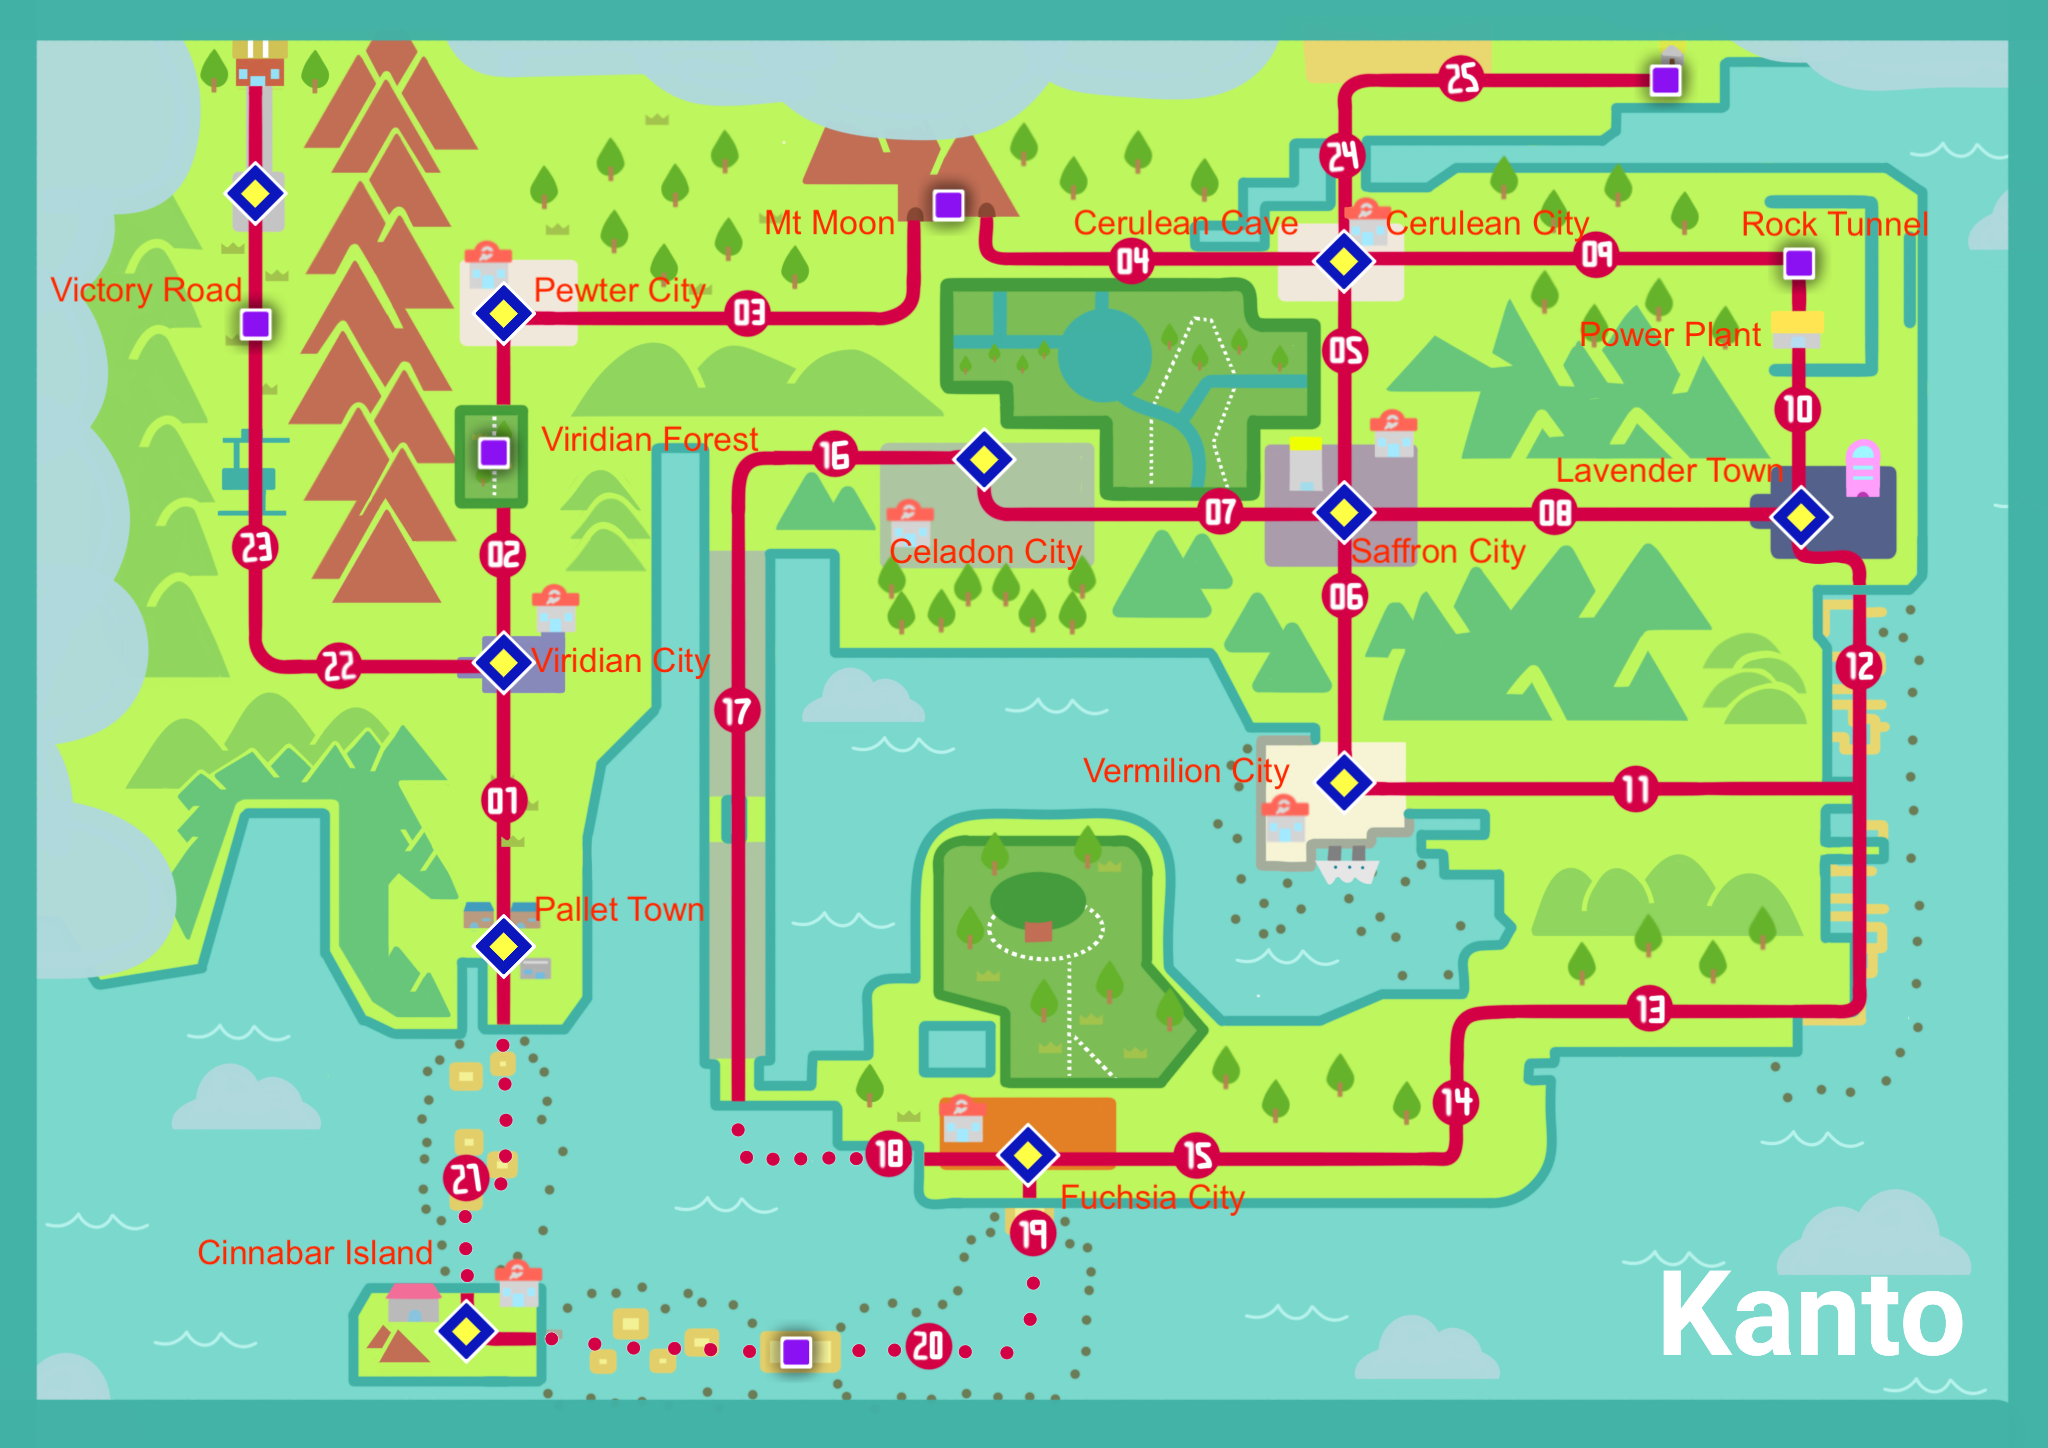 25
24
Mt Moon
Cerulean Cave
Cerulean City
Rock Tunnel
04
09
Victory Road
Pewter City
03
Power Plant
05
10
Viridian Forest
16
Lavender Town
07
08
23
02
Celadon City
Saffron City
06
22
Viridian City
12
17
Vermilion City
11
01
Pallet Town
13
14
18
15
21
Fuchsia City
19
Cinnabar Island
20
Kanto